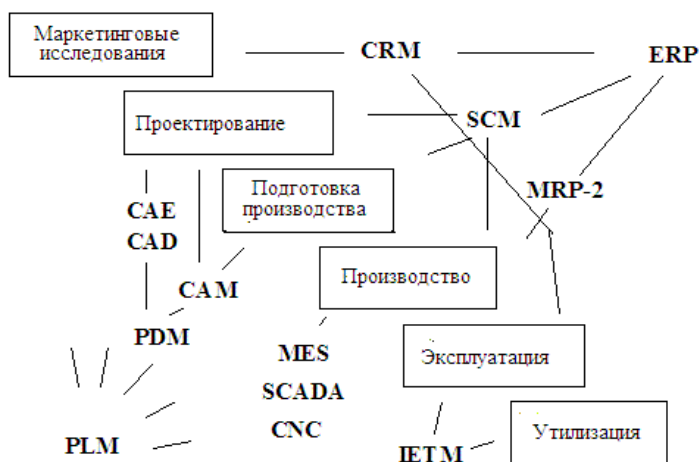 Маркетинговые
исследования
CRM
ERP
Проектирование
SCM
Подготовка
производства
MRP-2
CAE
CAD
Производство
CAM
PDM
MES
Эксплуатация
SCADA
CNC
Утилизация
PLM
IETM